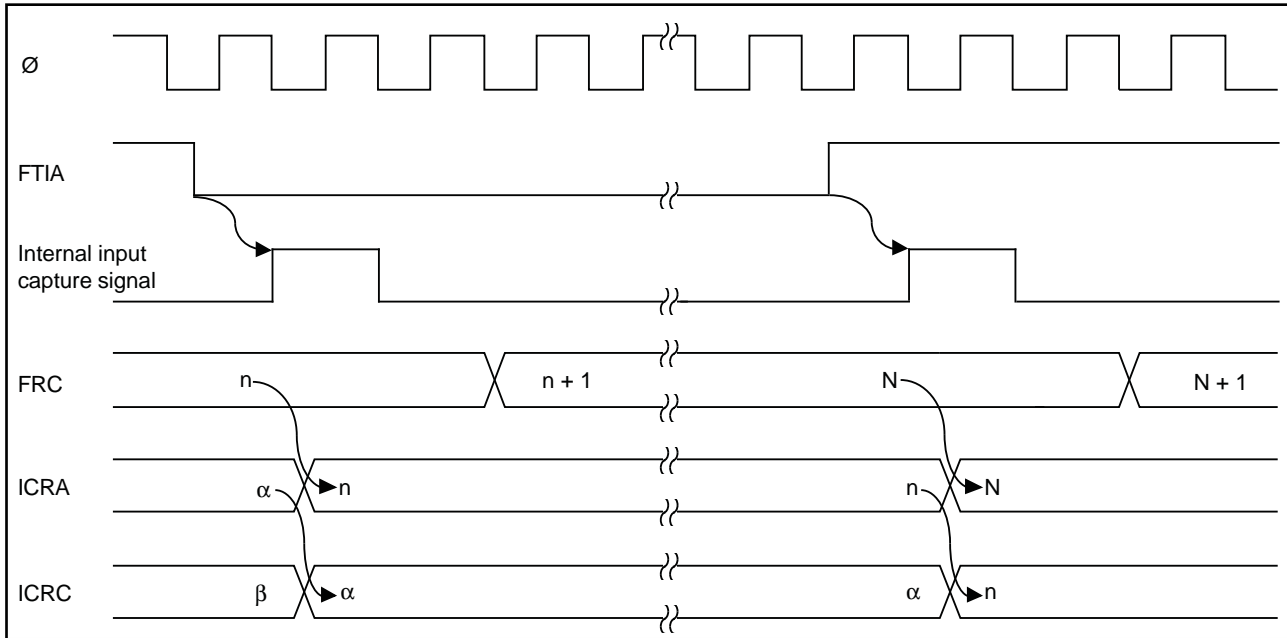 Ø
FTIA
Internal input
capture signal
FRC
n
n + 1
N
N + 1
ICRA
α
n
n
N
ICRC
β
α
α
n